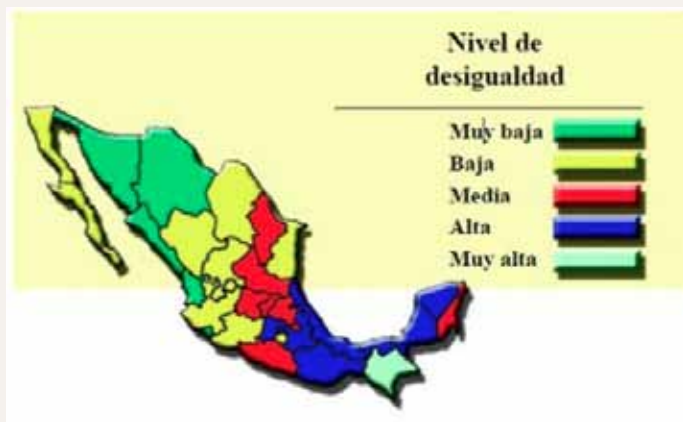 Nivel de
desigualdad
Muy baja
Baja
Media
Alta
Muy alta